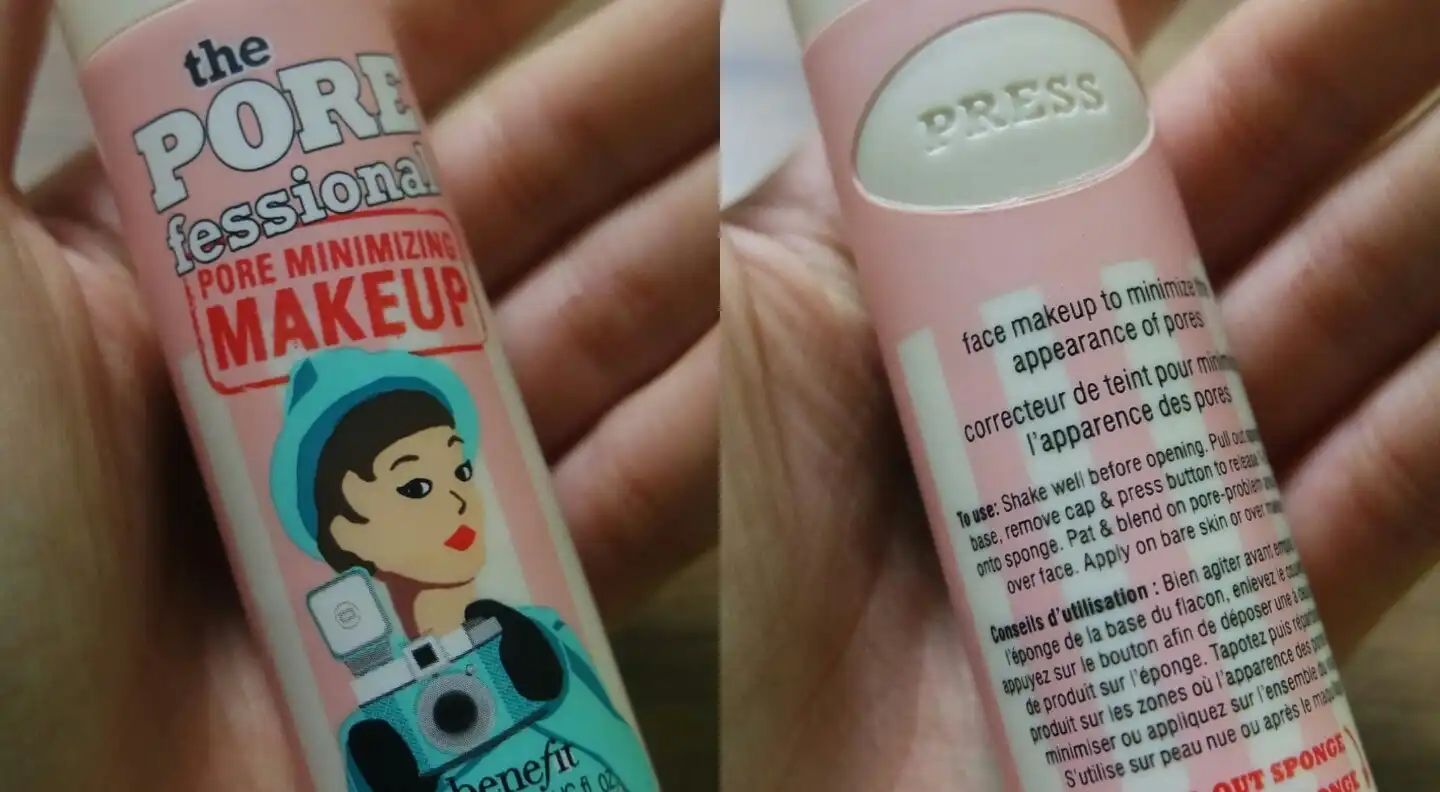 the
PORE
fessional
PORE MINIMIZING
MAKEUP
benefit
fl. oz.
PRESS
face makeup to minimize the
appearance of pores
correcteur de teint pour
l'apparence des pores
To use: Shake well before opening. Pull out
base, remove cap & press button to release
onto sponge. Pat & blend on pore-problem
over face. Apply on bare skin or over
Conseils d'utilisation : Bien agiter avant
l'éponge de la base du flacon, enlevez le
appuyez sur le bouton afin de déposer une à
de produit sur l'éponge. Tapotez puis
produit sur les zones où l'apparence des
minimiser ou appliquez sur l'ensemble du
S'utilise sur peau nue ou après le
OUT SPONGE